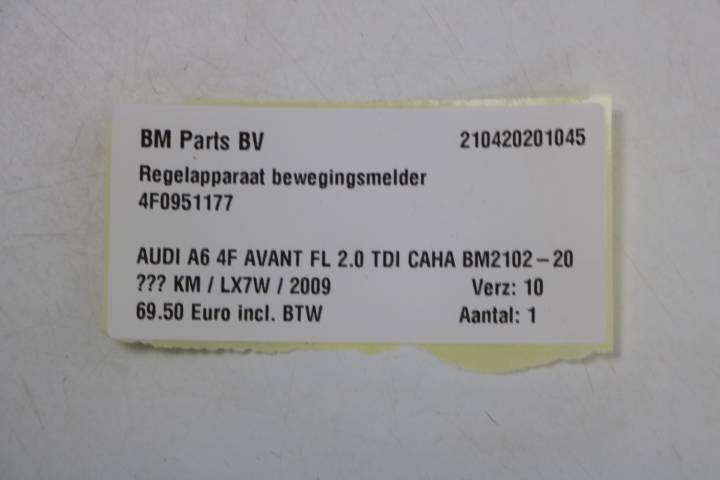 BM Parts BV 210420201045
Regelapparaat bewegingsmelder
4F0951177
AUDI A6 4F AVANT FL 2.0 TDI CAHA BM2102-20
??? KM / LX7W / 2009 Verz: 10
69.50 Euro incl. BTW Aantal: 1